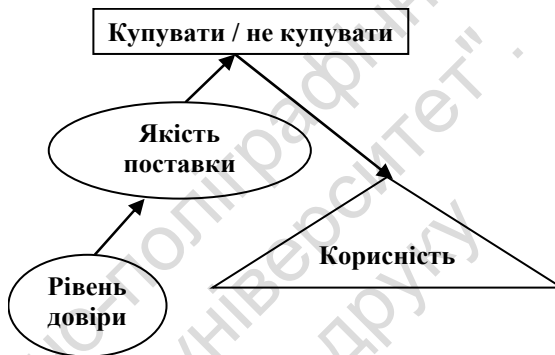 Купувати / не купувати
Якість
поставки
Корисність
Рівень
довіри